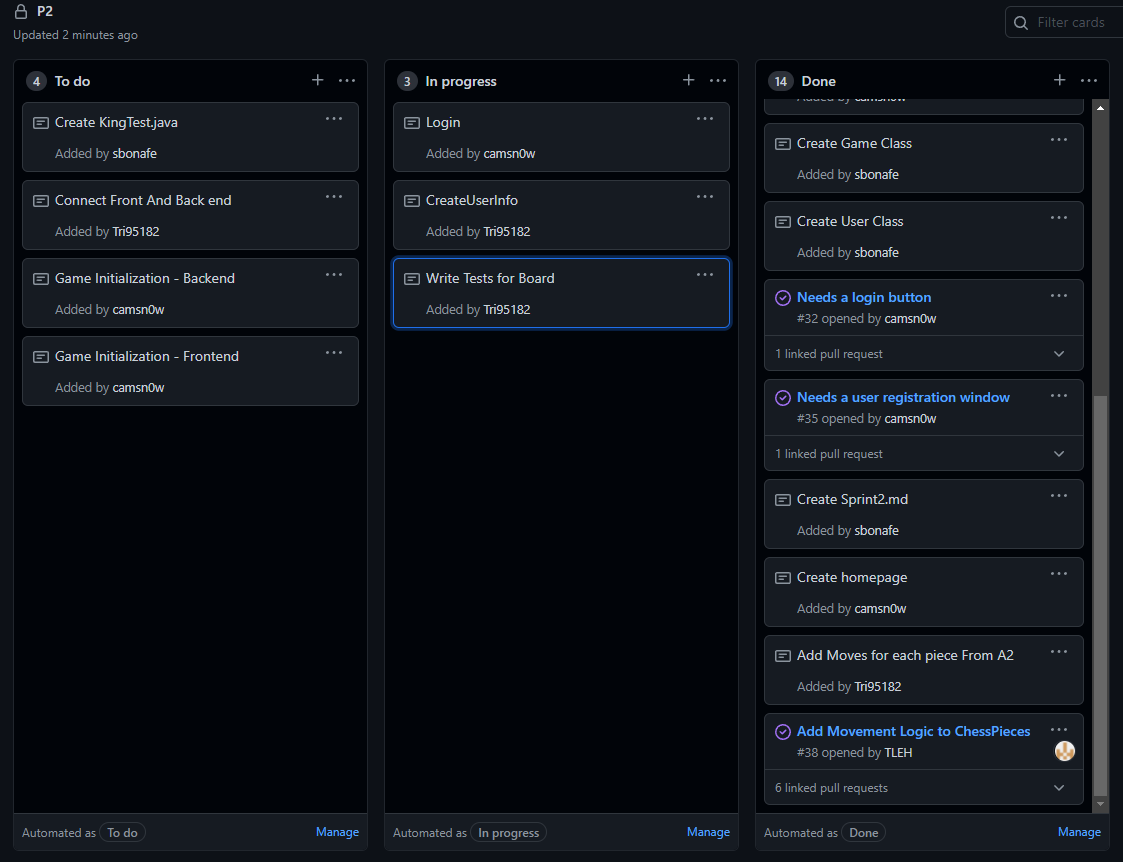 P2
Updated 2 minutes ago
Filter cards
4 To do
Create KingTest.java
Added by sbonafe
Connect Front And Back end
Added by Tri95182
Game Initialization - Backend
Added by camsn0w
Game Initialization - Frontend
Added by camsn0w
Automated as To do Manage
3 In progress
Login
Added by camsn0w
CreateUserInfo
Added by Tri95182
Write Tests for Board
Added by Tri95182
Automated as In progress Manage
14 Done
Added by camsn0w
Create Game Class
Added by sbonafe
Create User Class
Added by sbonafe
Needs a login button
#32 opened by camsn0w
1 linked pull request
Needs a user registration window
#35 opened by camsn0w
1 linked pull request
Create Sprint2.md
Added by sbonafe
Create homepage
Added by camsn0w
Add Moves for each piece From A2
Added by Tri95182
Add Movement Logic to ChessPieces
#38 opened by TLEH
6 linked pull requests
Automated as Done Manage